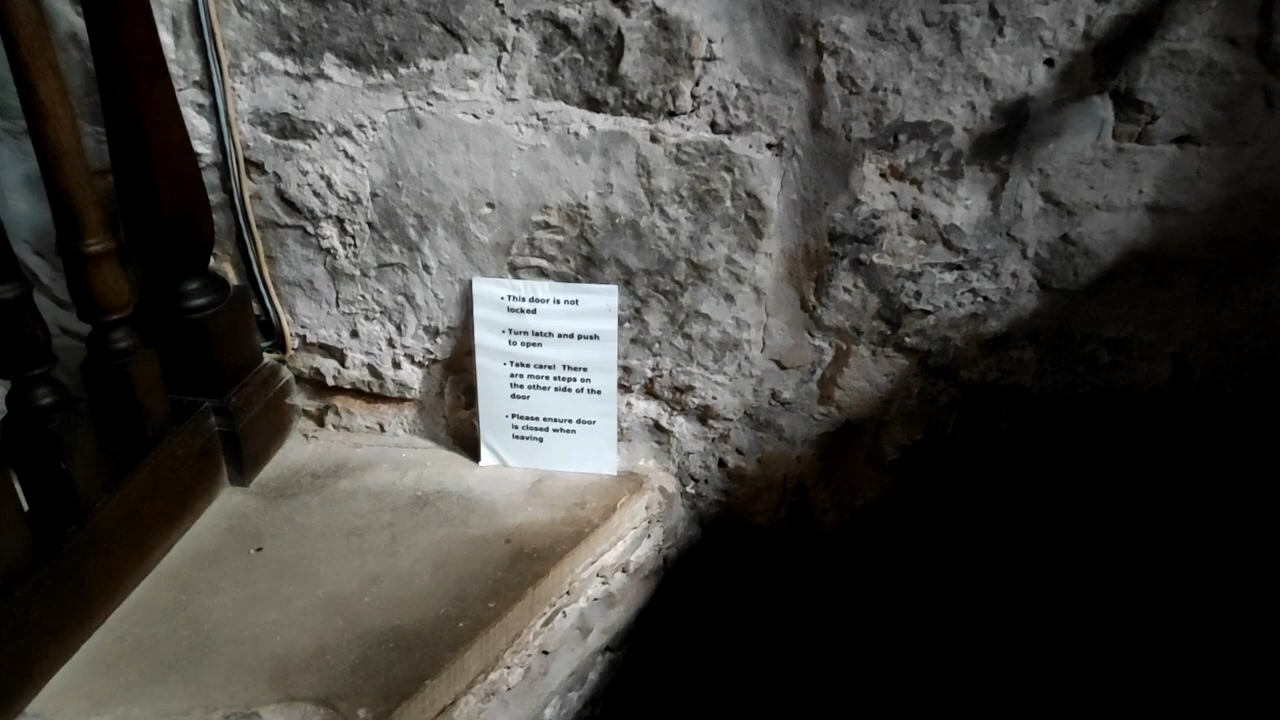 • This door is not
locked
• Turn latch and push
to open
• Take care! There
are more steps on
the other side of the
door
• Please ensure door
is closed when
leaving